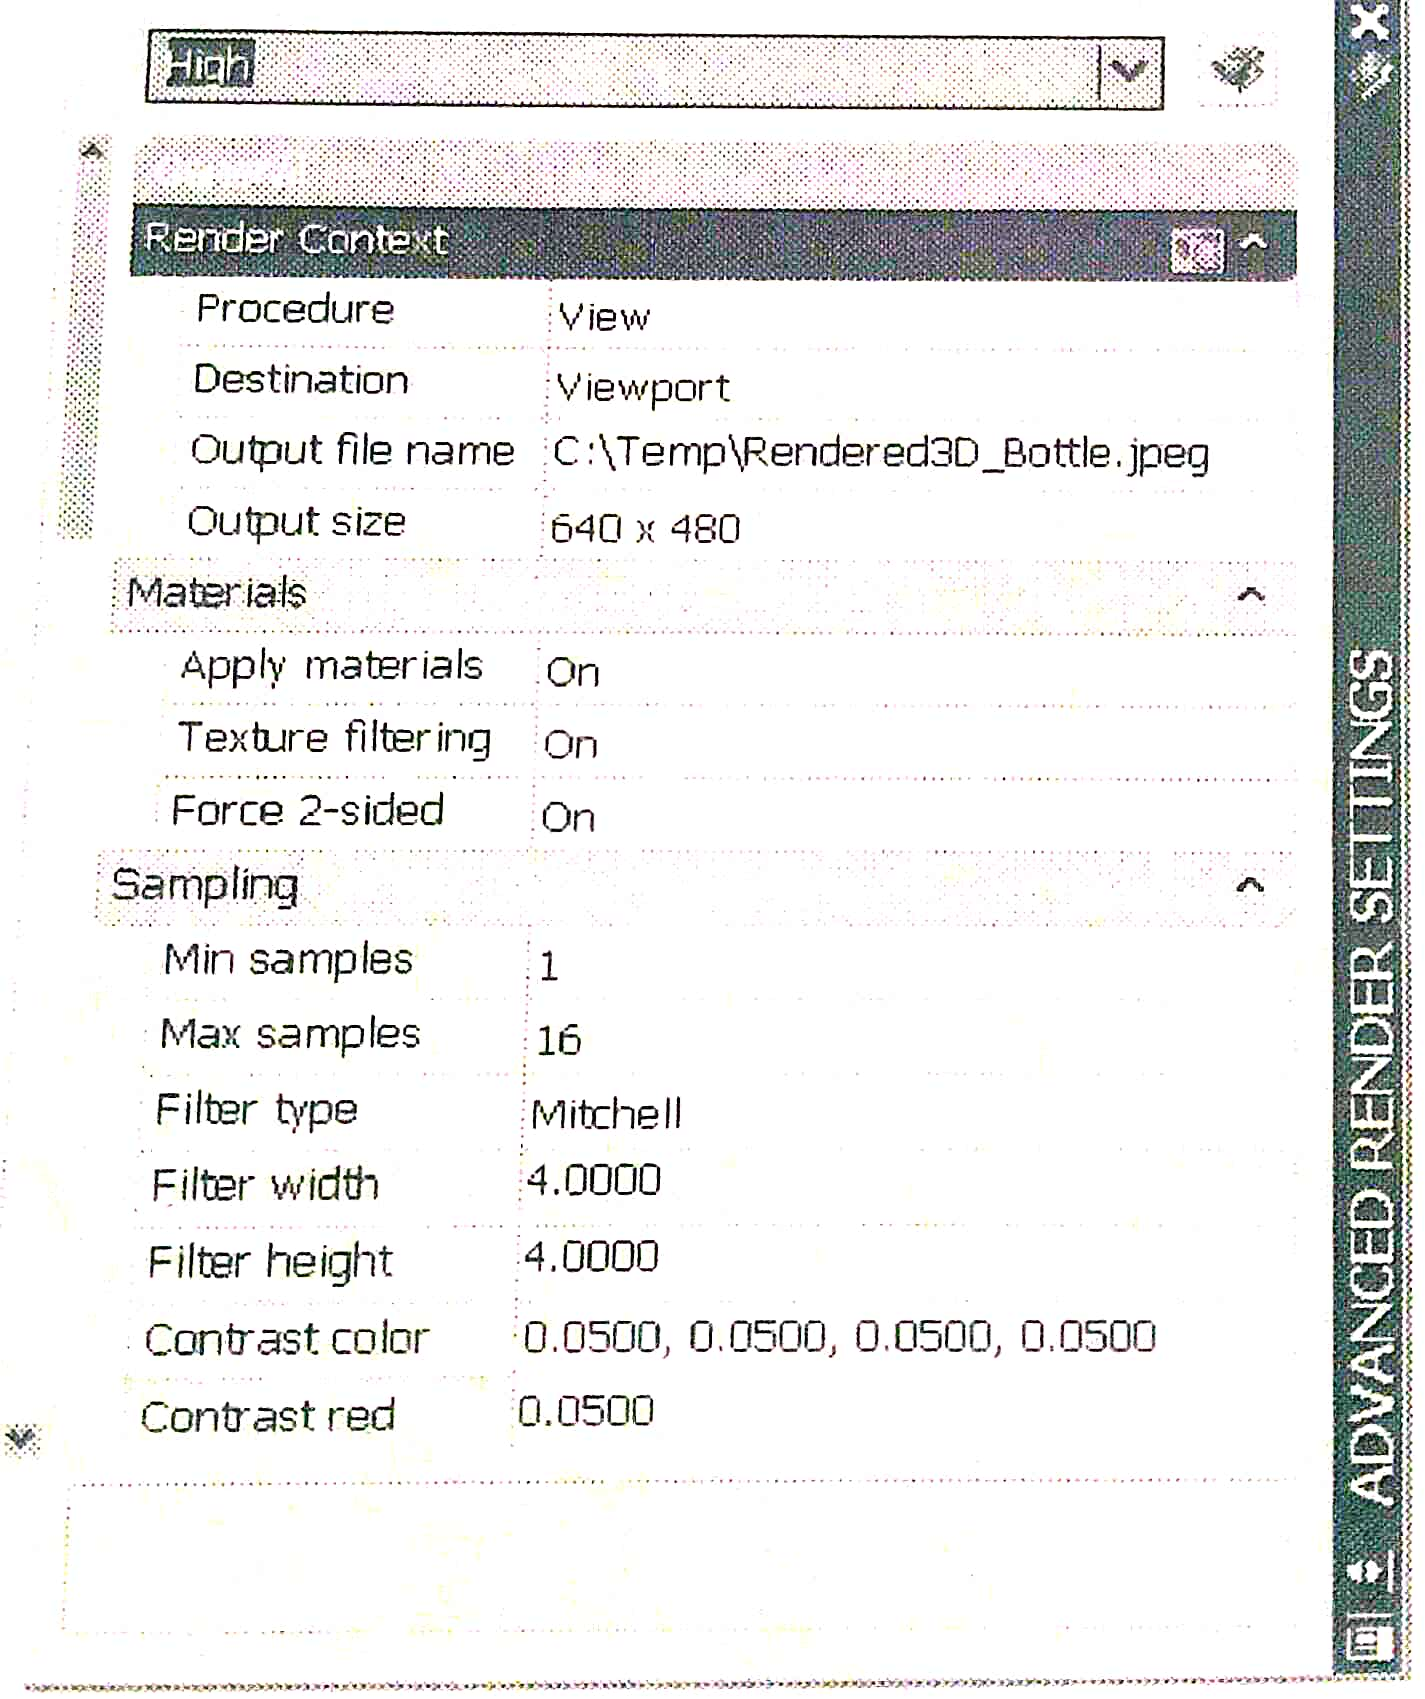 High
Render Context
Procedure View
Destination Viewport
Output file name C:\Temp\Rendered3D_Bottle.jpeg
Output size 640 x 480
Materials
Apply materials On
Texture filtering On
Force 2-sided On
Sampling
Min samples 1
Max samples 16
Filter type Mitchell
Filter width 4.0000
Filter height 4.0000
Contrast color 0.0500, 0.0500, 0.0500, 0.0500
Contrast red 0.0500
ADVANCED RENDER SETTINGS